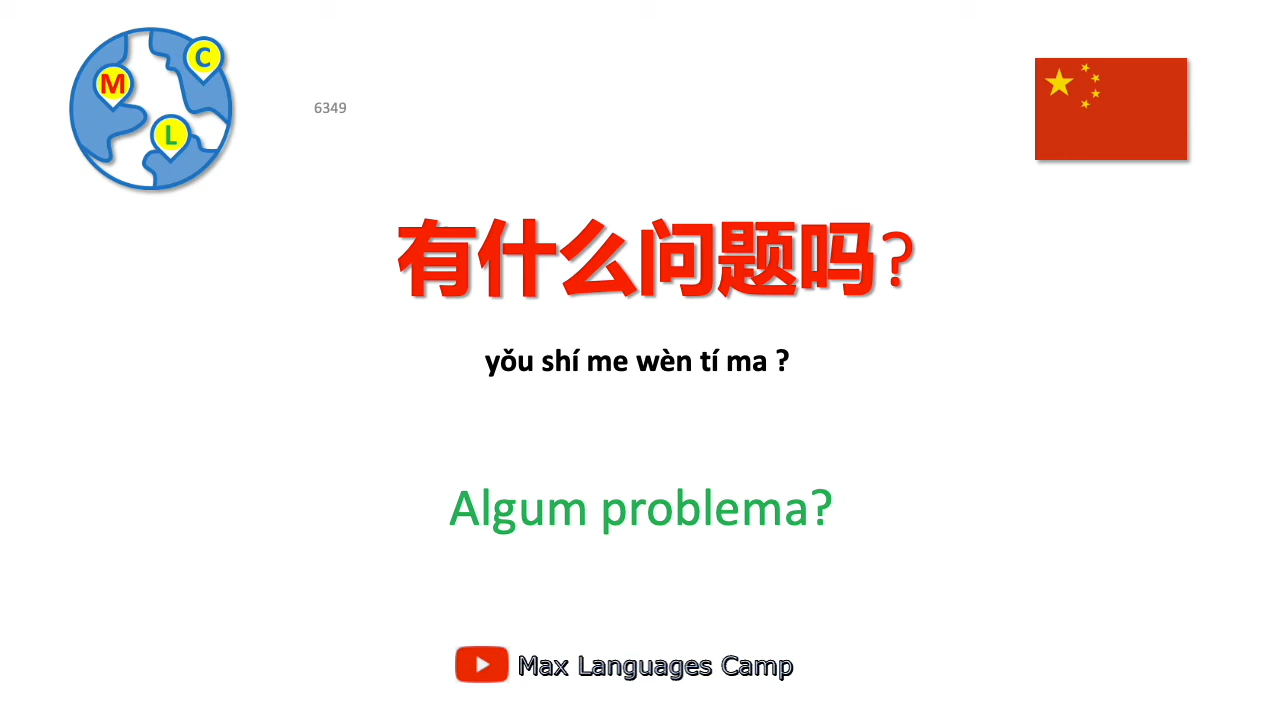 C
M
L
6349
有什么问题吗?
yǒu shí me wèn tí ma ?
Algum problema?
Max Languages Camp